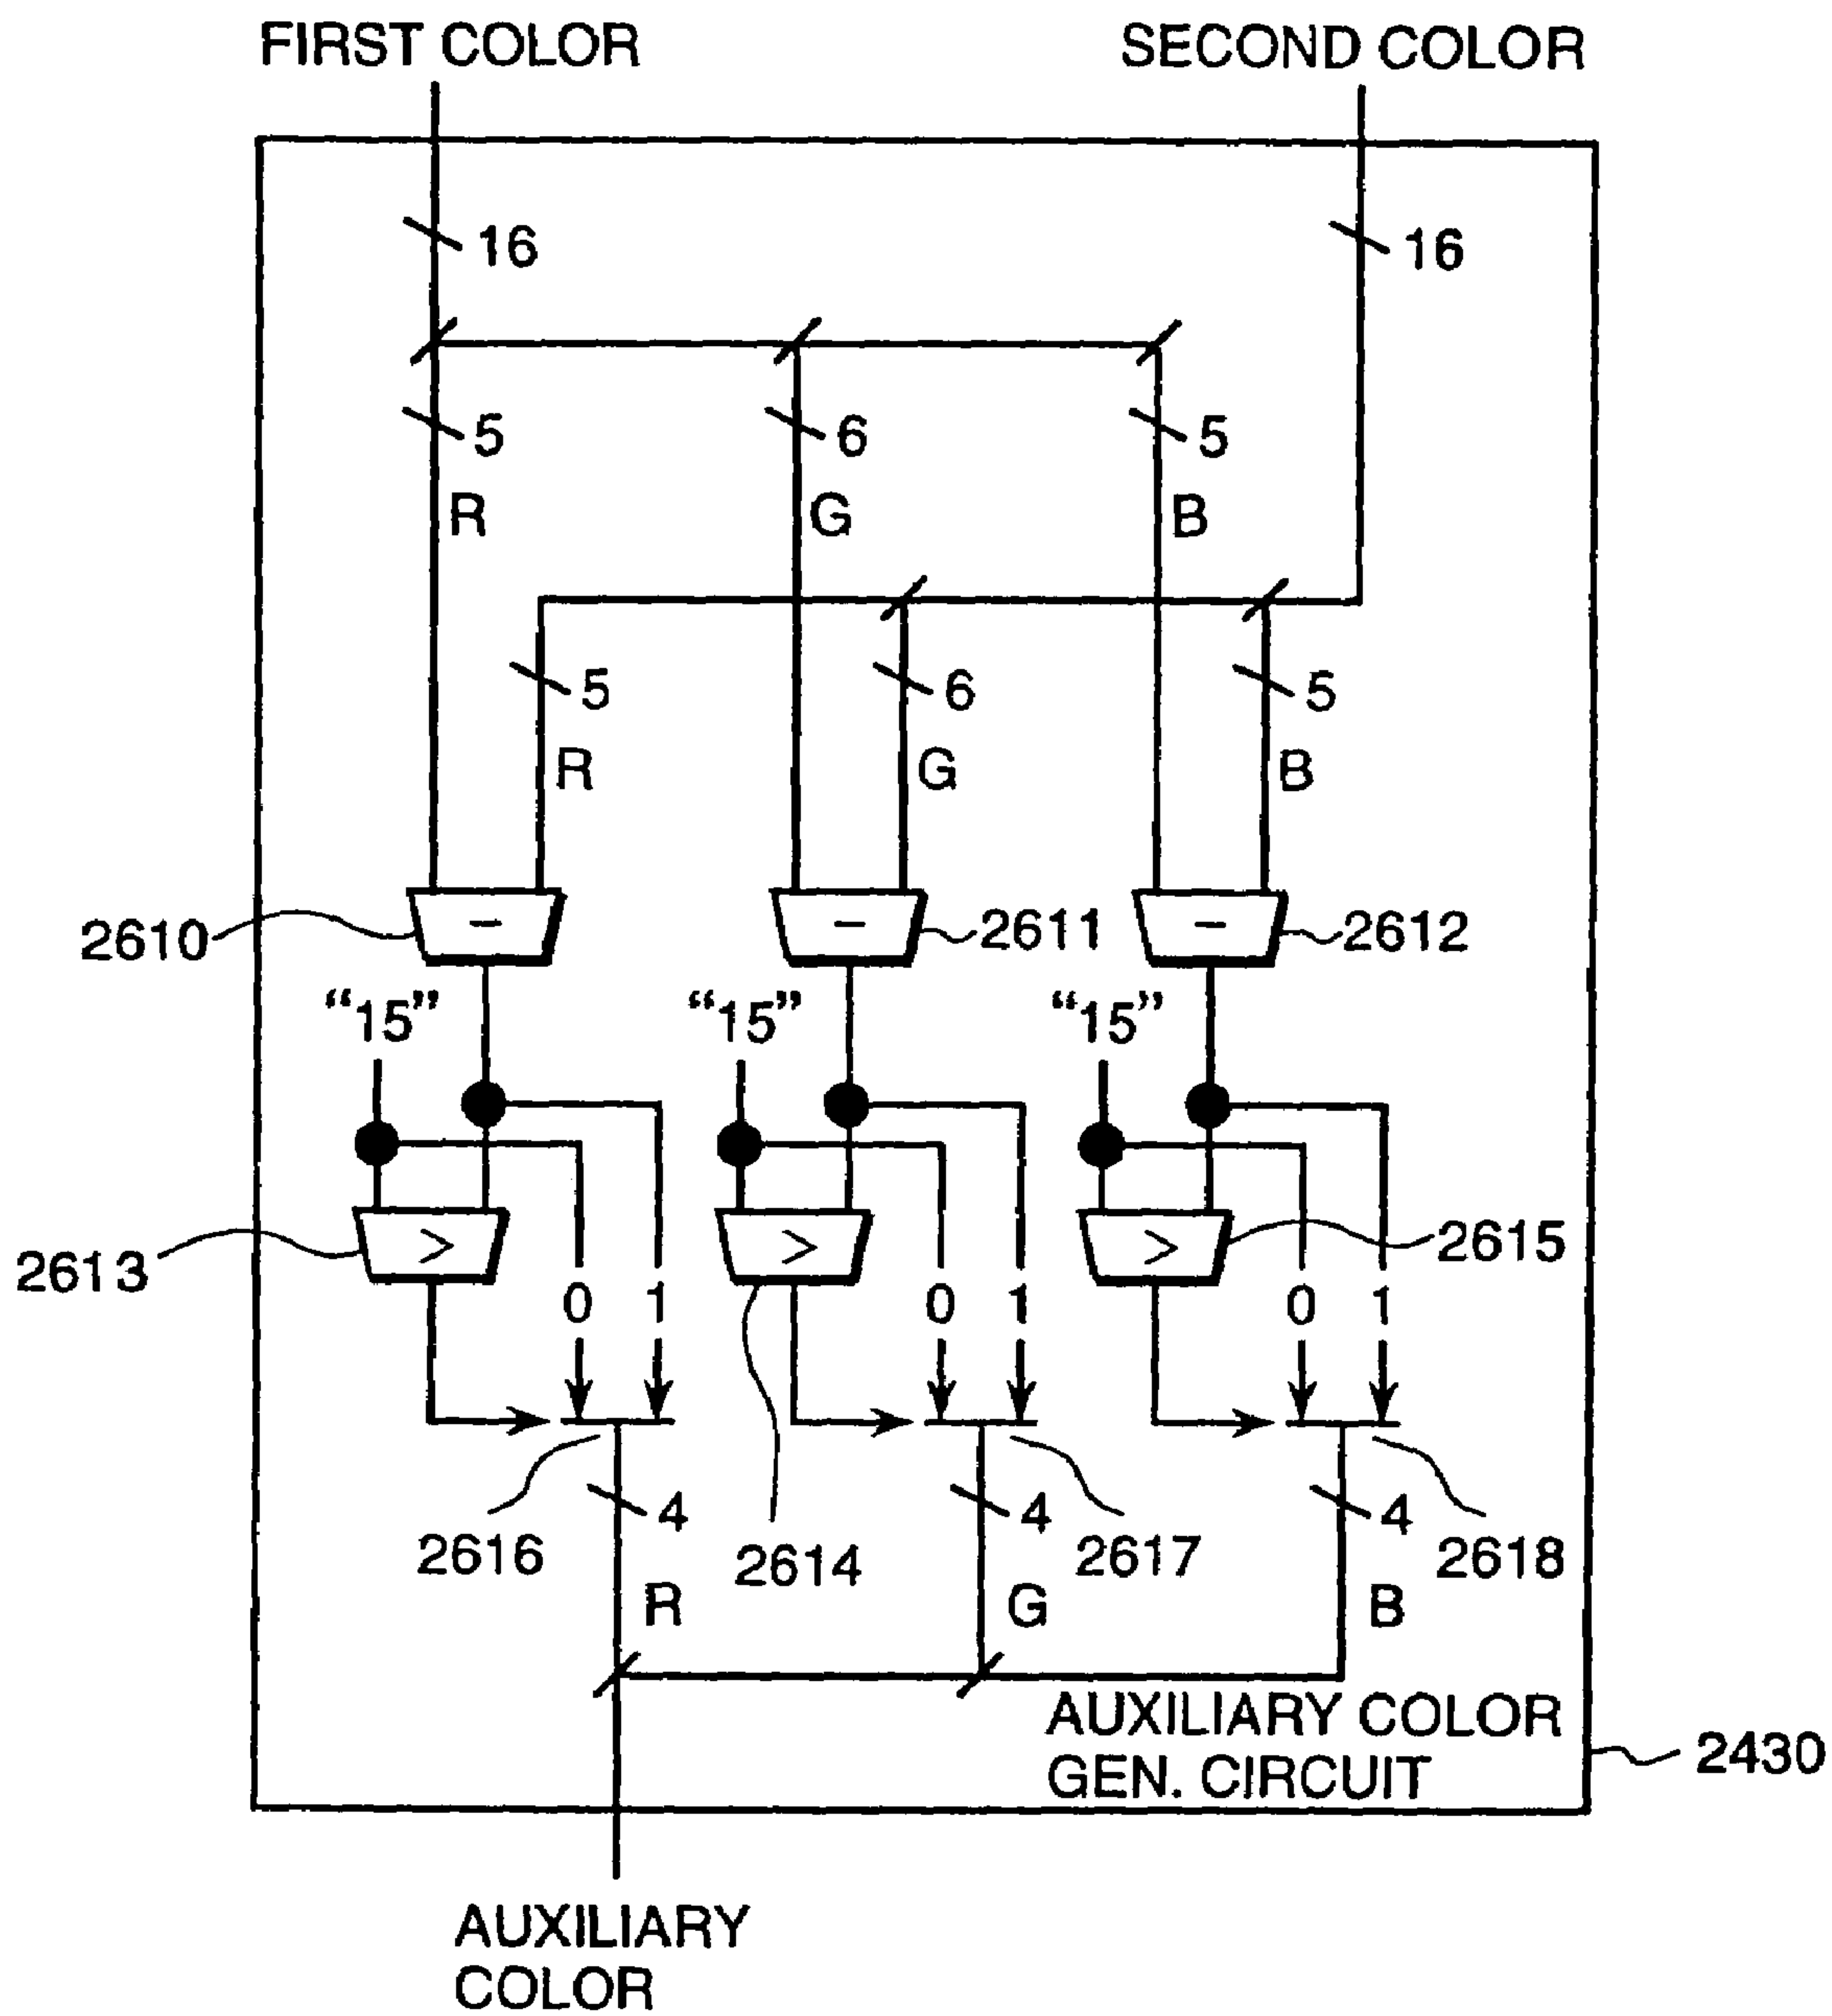 FIRST COLOR
SECOND COLOR
16
16
5
6
5
R
G
B
5
6
5
R
G
B
−
−
−
2610
2611
2612
“15”
“15”
“15”
>
>
>
2613
2615
0
1
0
1
0
1
4
4
4
2616
2614
2617
2618
R
G
B
AUXILIARY COLOR
GEN. CIRCUIT
2430
AUXILIARY
COLOR